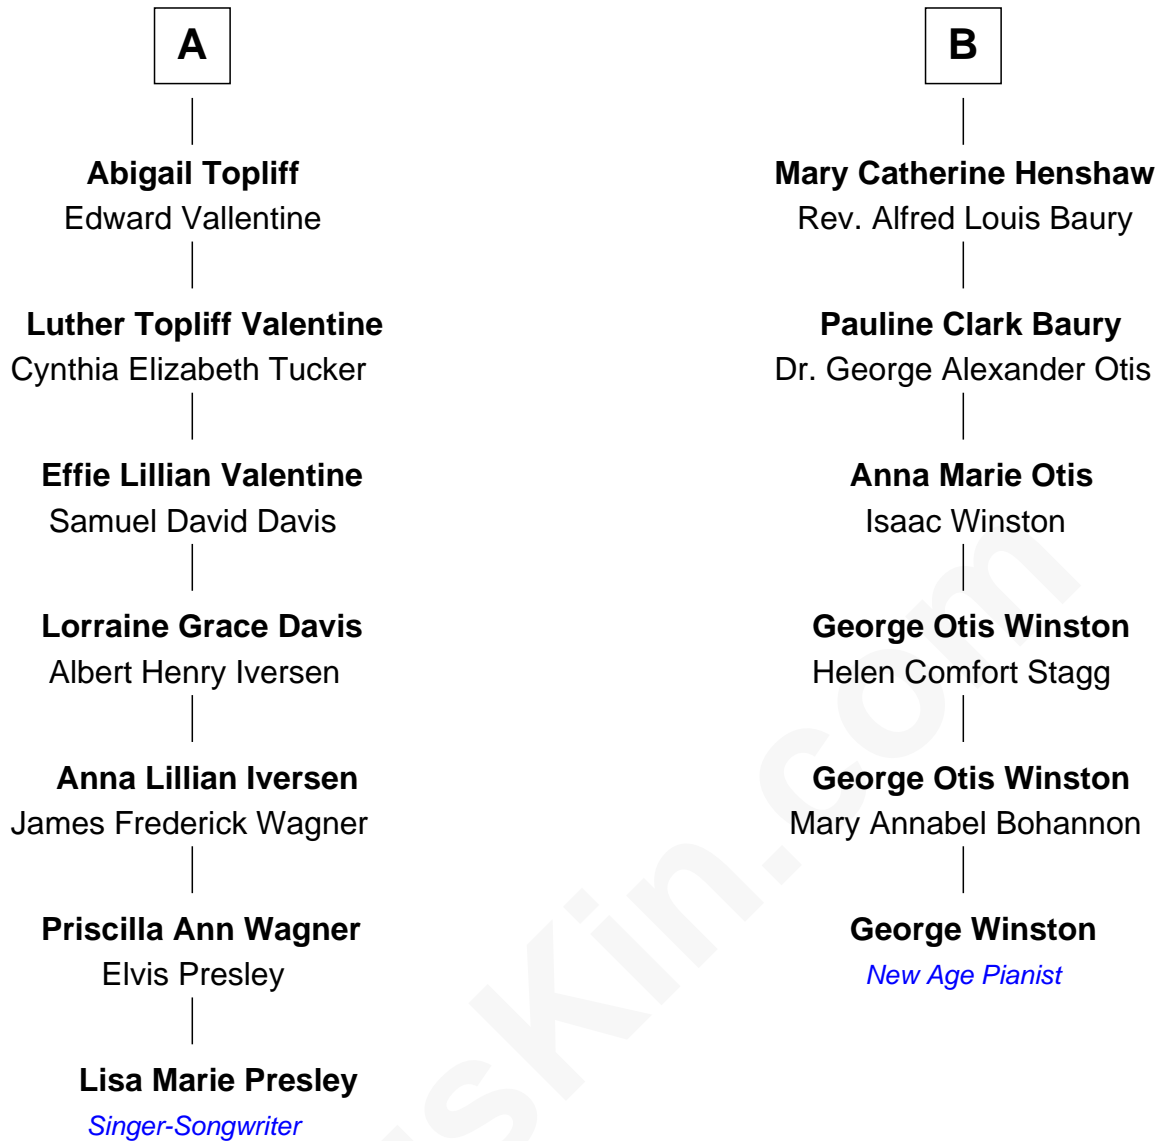 A
Abigail Topliff
Edward Vallentine
Luther Topliff Valentine
Cynthia Elizabeth Tucker
Effie Lillian Valentine
Samuel David Davis
Lorraine Grace Davis
Albert Henry Iversen
Anna Lillian Iversen
James Frederick Wagner
Priscilla Ann Wagner
Elvis Presley
Lisa Marie Presley
Singer-Songwriter
B
Mary Catherine Henshaw
Rev. Alfred Louis Baury
Pauline Clark Baury
Dr. George Alexander Otis
Anna Marie Otis
Isaac Winston
George Otis Winston
Helen Comfort Stagg
George Otis Winston
Mary Annabel Bohannon
George Winston
New Age Pianist
sKin.com